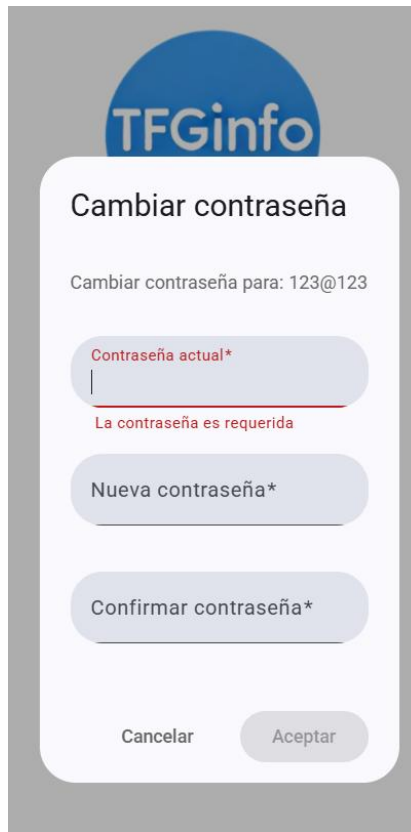 TFGinfo
Cambiar contraseña
Cambiar contraseña para: 123@123
Contraseña actual*
La contraseña es requerida
Nueva contraseña*
Confirmar contraseña*
Cancelar Aceptar